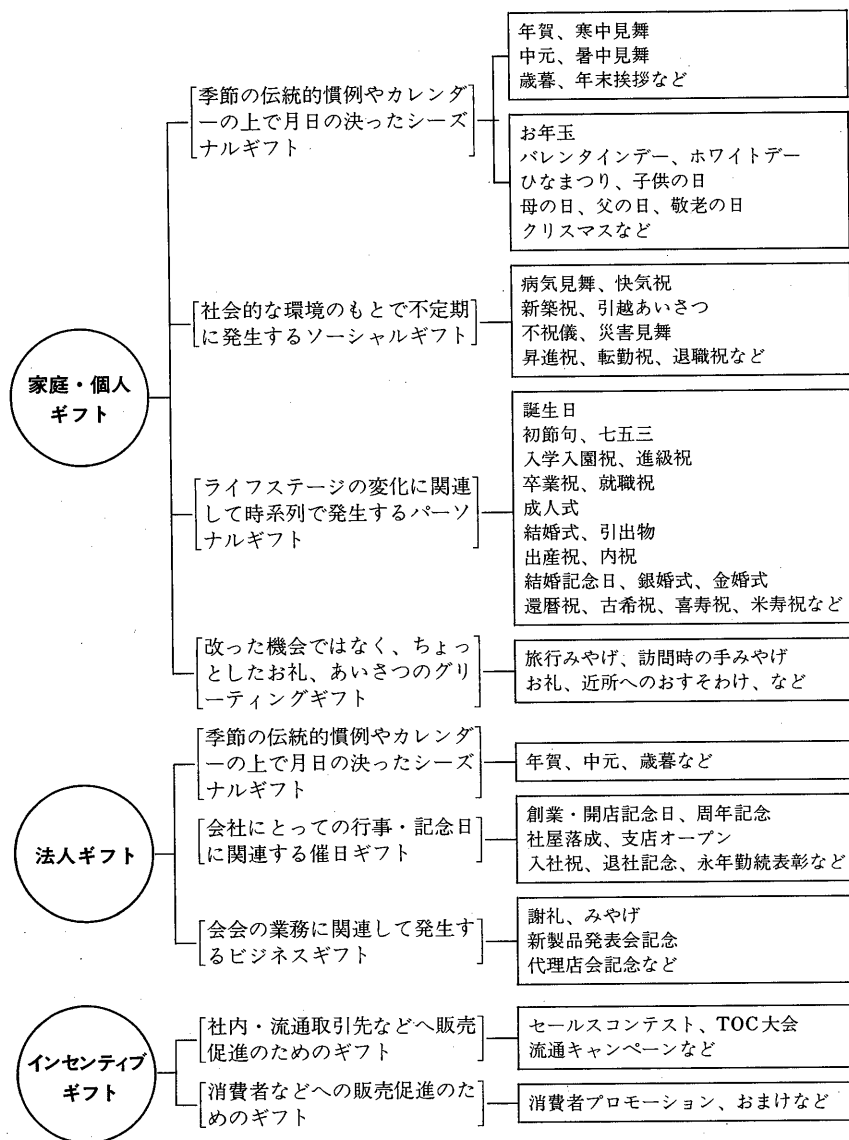 家庭・個人
ギフト
季節の伝統的慣例やカレンダ
ーの上で月日の決ったシーズ
ナルギフト
年賀、寒中見舞
中元、暑中見舞
歳暮、年末挨拶など
お年玉
バレンタインデー、ホワイトデー
ひなまつり、子供の日
母の日、父の日、敬老の日
クリスマスなど
社会的な環境のもとで不定期
に発生するソーシャルギフト
病気見舞、快気祝
新築祝、引越あいさつ
不祝儀、災害見舞
昇進祝、転勤祝、退職祝など
ライフステージの変化に関連
して時系列で発生するパーソ
ナルギフト
誕生日
初節句、七五三
入学入園祝、進級祝
卒業祝、就職祝
成人式
結婚式、引出物
出産祝、内祝
結婚記念日、銀婚式、金婚式
還暦祝、古希祝、喜寿祝、米寿祝など
改った機会ではなく、ちょっ
としたお礼、あいさつのグリ
ーティングギフト
旅行みやげ、訪問時の手みやげ
お礼、近所へのおすそわけ、など
法人ギフト
季節の伝統的慣例やカレンダ
ーの上で月日の決ったシーズ
ナルギフト
年賀、中元、歳暮など
会社にとっての行事・記念日
に関連する催日ギフト
創業・開店記念日、周年記念
社屋落成、支店オープン
入社祝、退社記念、永年勤続表彰など
会会の業務に関連して発生す
るビジネスギフト
謝礼、みやげ
新製品発表会記念
代理店会記念など
インセンティブ
ギフト
社内・流通取引先などへ販売
促進のためのギフト
セールスコンテスト、TOC大会
流通キャンペーンなど
消費者などへの販売促進のた
めのギフト
消費者プロモーション、おまけなど